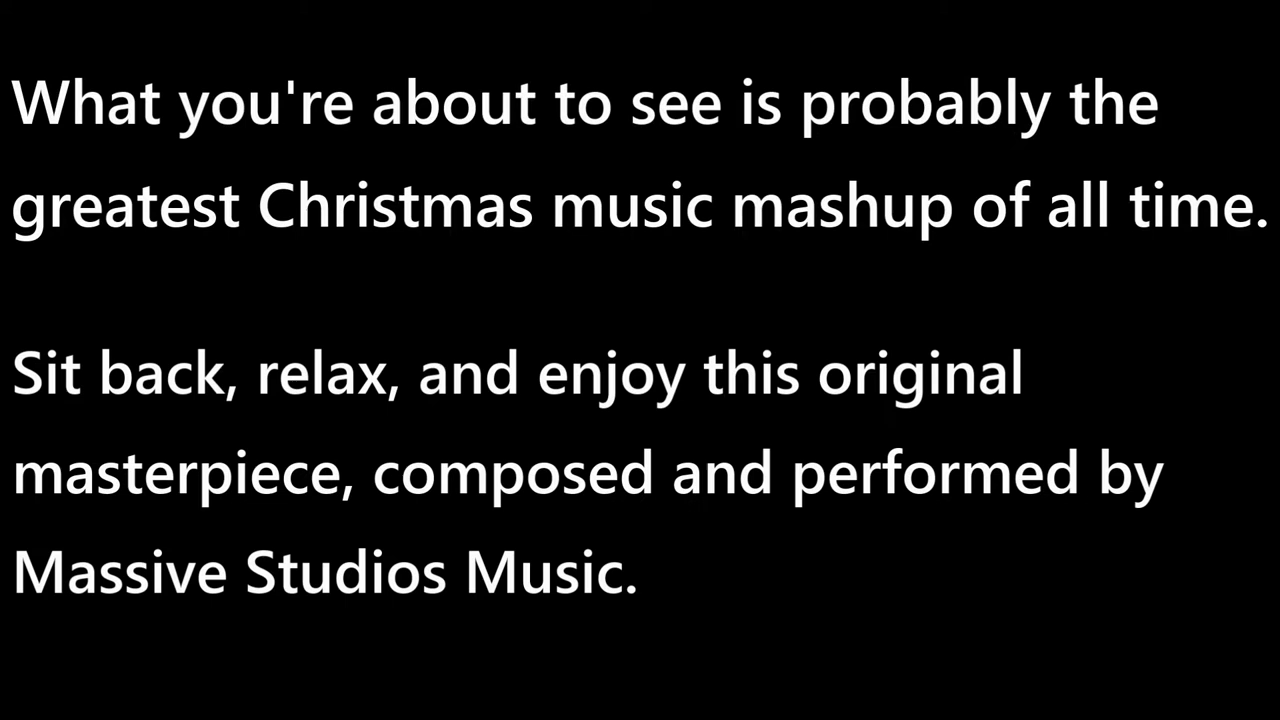 What you're about to see is probably the
greatest Christmas music mashup of all time.
Sit back, relax, and enjoy this original
masterpiece, composed and performed by
Massive Studios Music.